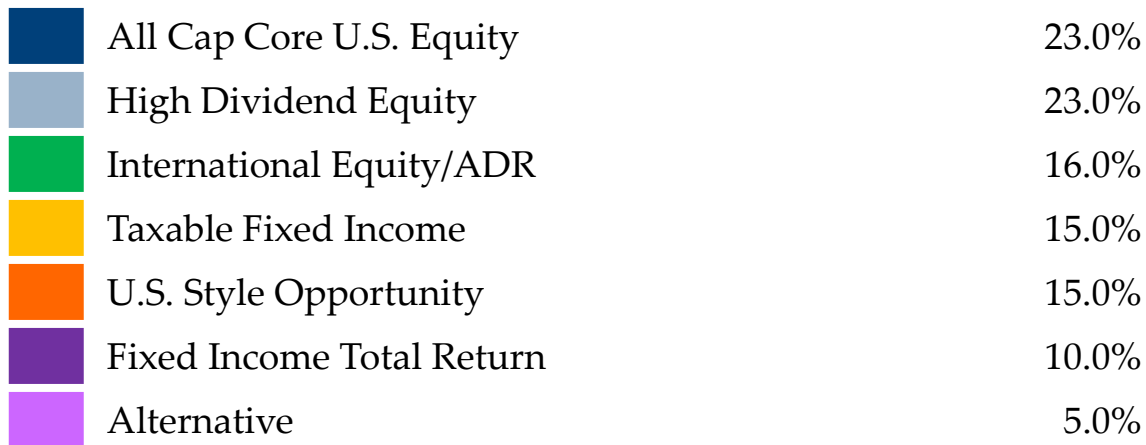 All Cap Core U.S. Equity 23.0%
High Dividend Equity 23.0%
International Equity/ADR 16.0%
Taxable Fixed Income 15.0%
U.S. Style Opportunity 15.0%
Fixed Income Total Return 10.0%
Alternative 5.0%